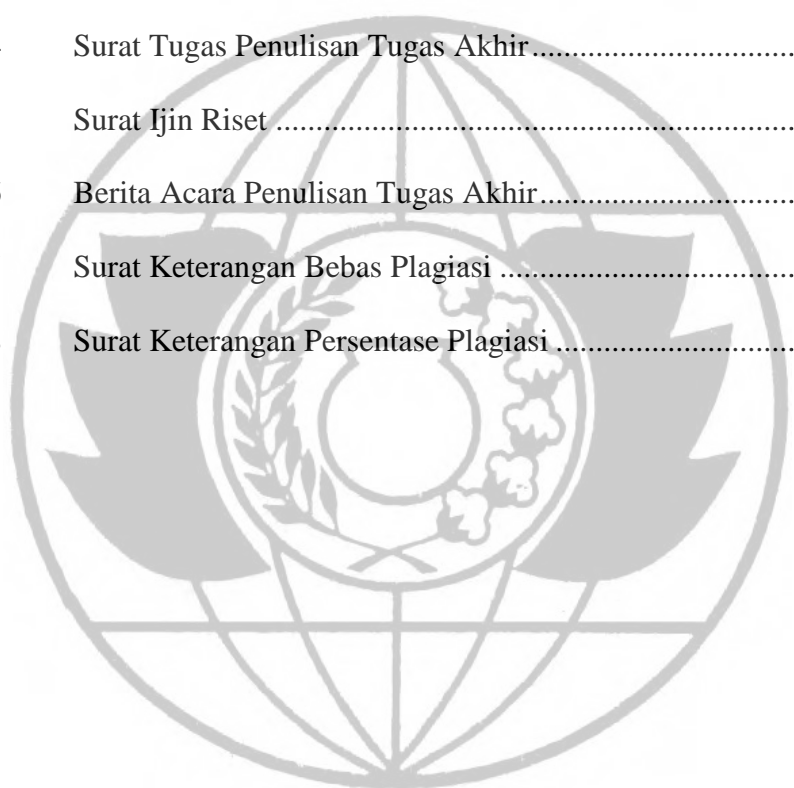 Surat Tugas Penulisan Tugas Akhir.................................
Surat Ijin Riset .................................................................
Berita Acara Penulisan Tugas Akhir................................
Surat Keterangan Bebas Plagiasi .....................................
Surat Keterangan Persentase Plagiasi ..............................